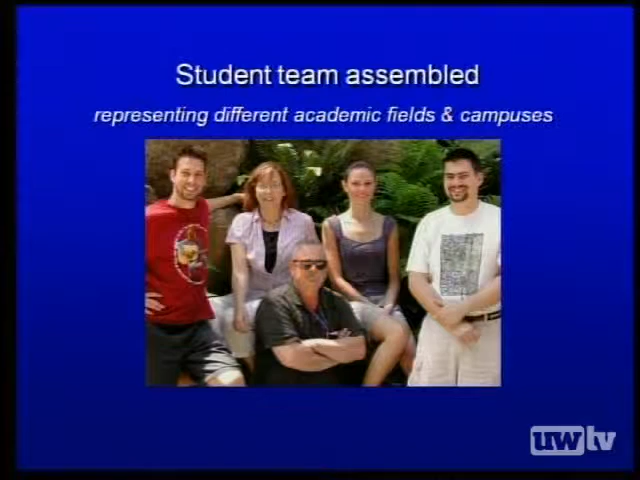 Student team assembled
representing different academic fields & campuses
uwtv